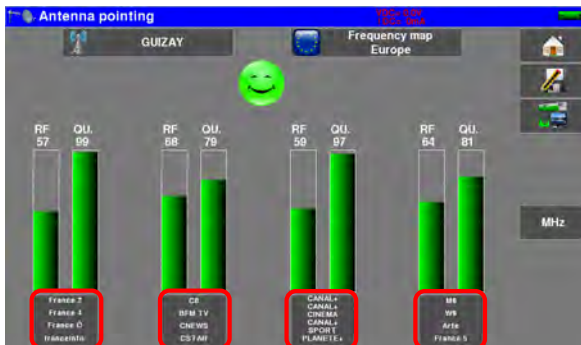 Antenna pointing
GUIZAY
Frequency map
Europe
RF QU.
57 99
RF QU.
68 79
RF QU.
59 97
RF QU.
64 81
MHz
France 2
France 4
France Ô
franceinfo
C8
BFM TV
CNEWS
CSTAR
CANAL+
CANAL+
CINEMA
CANAL+
SPORT
PLANETE+
M6
W9
Arte
France 5